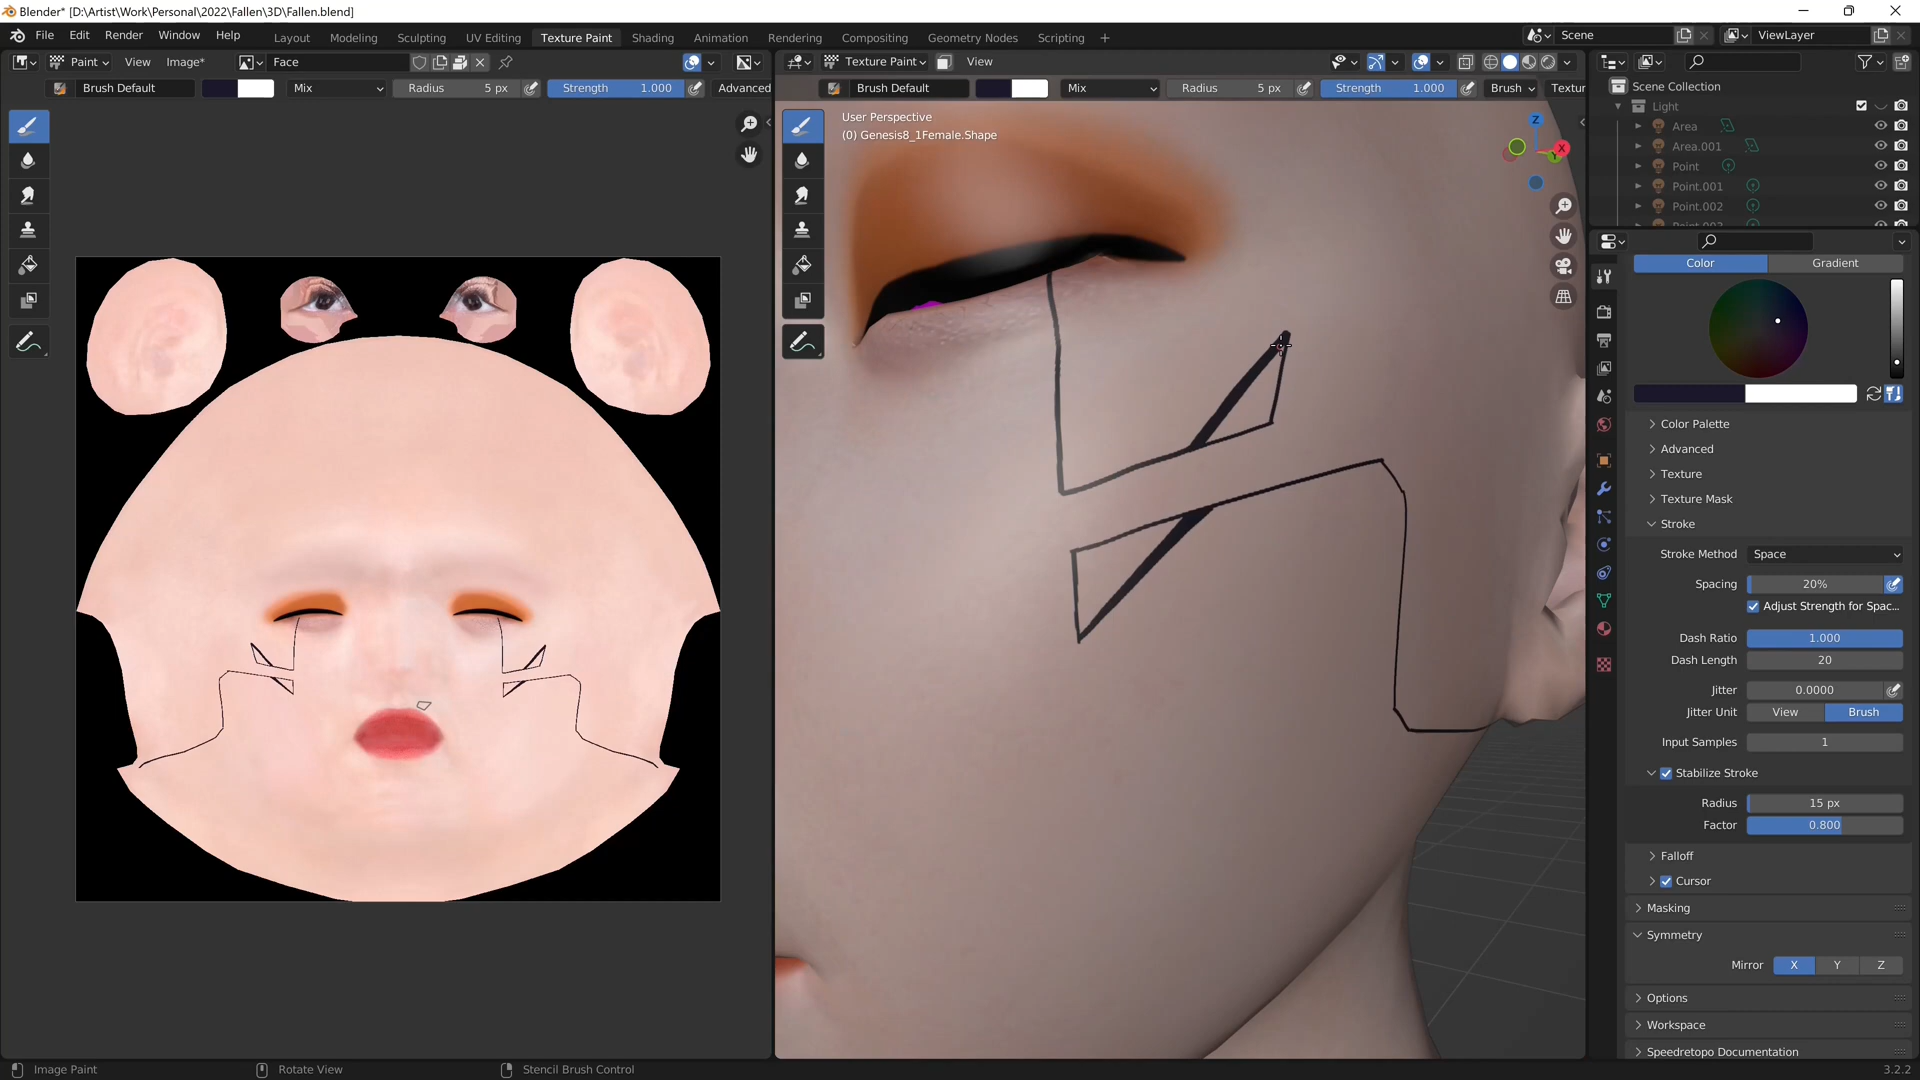 Blender* [D:\Artist\Work\Personal\2022\Fallen\3D\Fallen.blend]
File Edit Render Window Help
Layout Modeling Sculpting UV Editing Texture Paint Shading Animation Rendering Compositing Geometry Nodes Scripting +
Scene
ViewLayer
Paint View Image* Face
Texture Paint View
Brush Default Mix Radius 5 px Strength 1.000 Advanced
Brush Default Mix Radius 5 px Strength 1.000 Brush Textur
User Perspective
(0) Genesis8_1Female.Shape
Z
X
Y
Scene Collection
Light
Area
Area.001
Point
Point.001
Point.002
Color Gradient
Color Palette
Advanced
Texture
Texture Mask
Stroke
Stroke Method Space
Spacing 20%
Adjust Strength for Spac...
Dash Ratio 1.000
Dash Length 20
Jitter 0.0000
Jitter Unit View Brush
Input Samples 1
Stabilize Stroke
Radius 15 px
Factor 0.800
Falloff
Cursor
Masking
Symmetry
Mirror X Y Z
Options
Workspace
Speedretopo Documentation
Image Paint Rotate View Stencil Brush Control 3.2.2